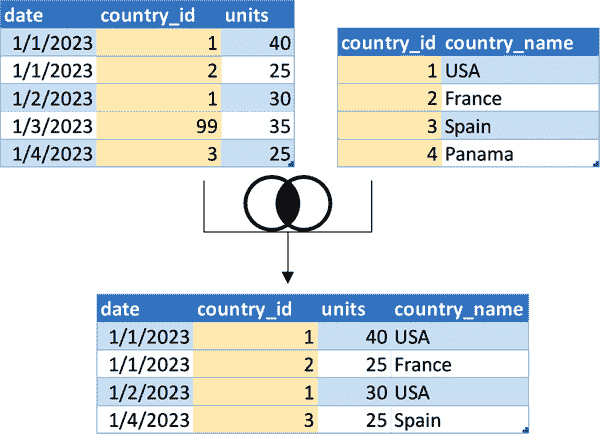 date country_id units
1/1/2023 1 40
1/1/2023 2 25
1/2/2023 1 30
1/3/2023 99 35
1/4/2023 3 25
country_id country_name
1 USA
2 France
3 Spain
4 Panama
date country_id units country_name
1/1/2023 1 40 USA
1/1/2023 2 25 France
1/2/2023 1 30 USA
1/4/2023 3 25 Spain